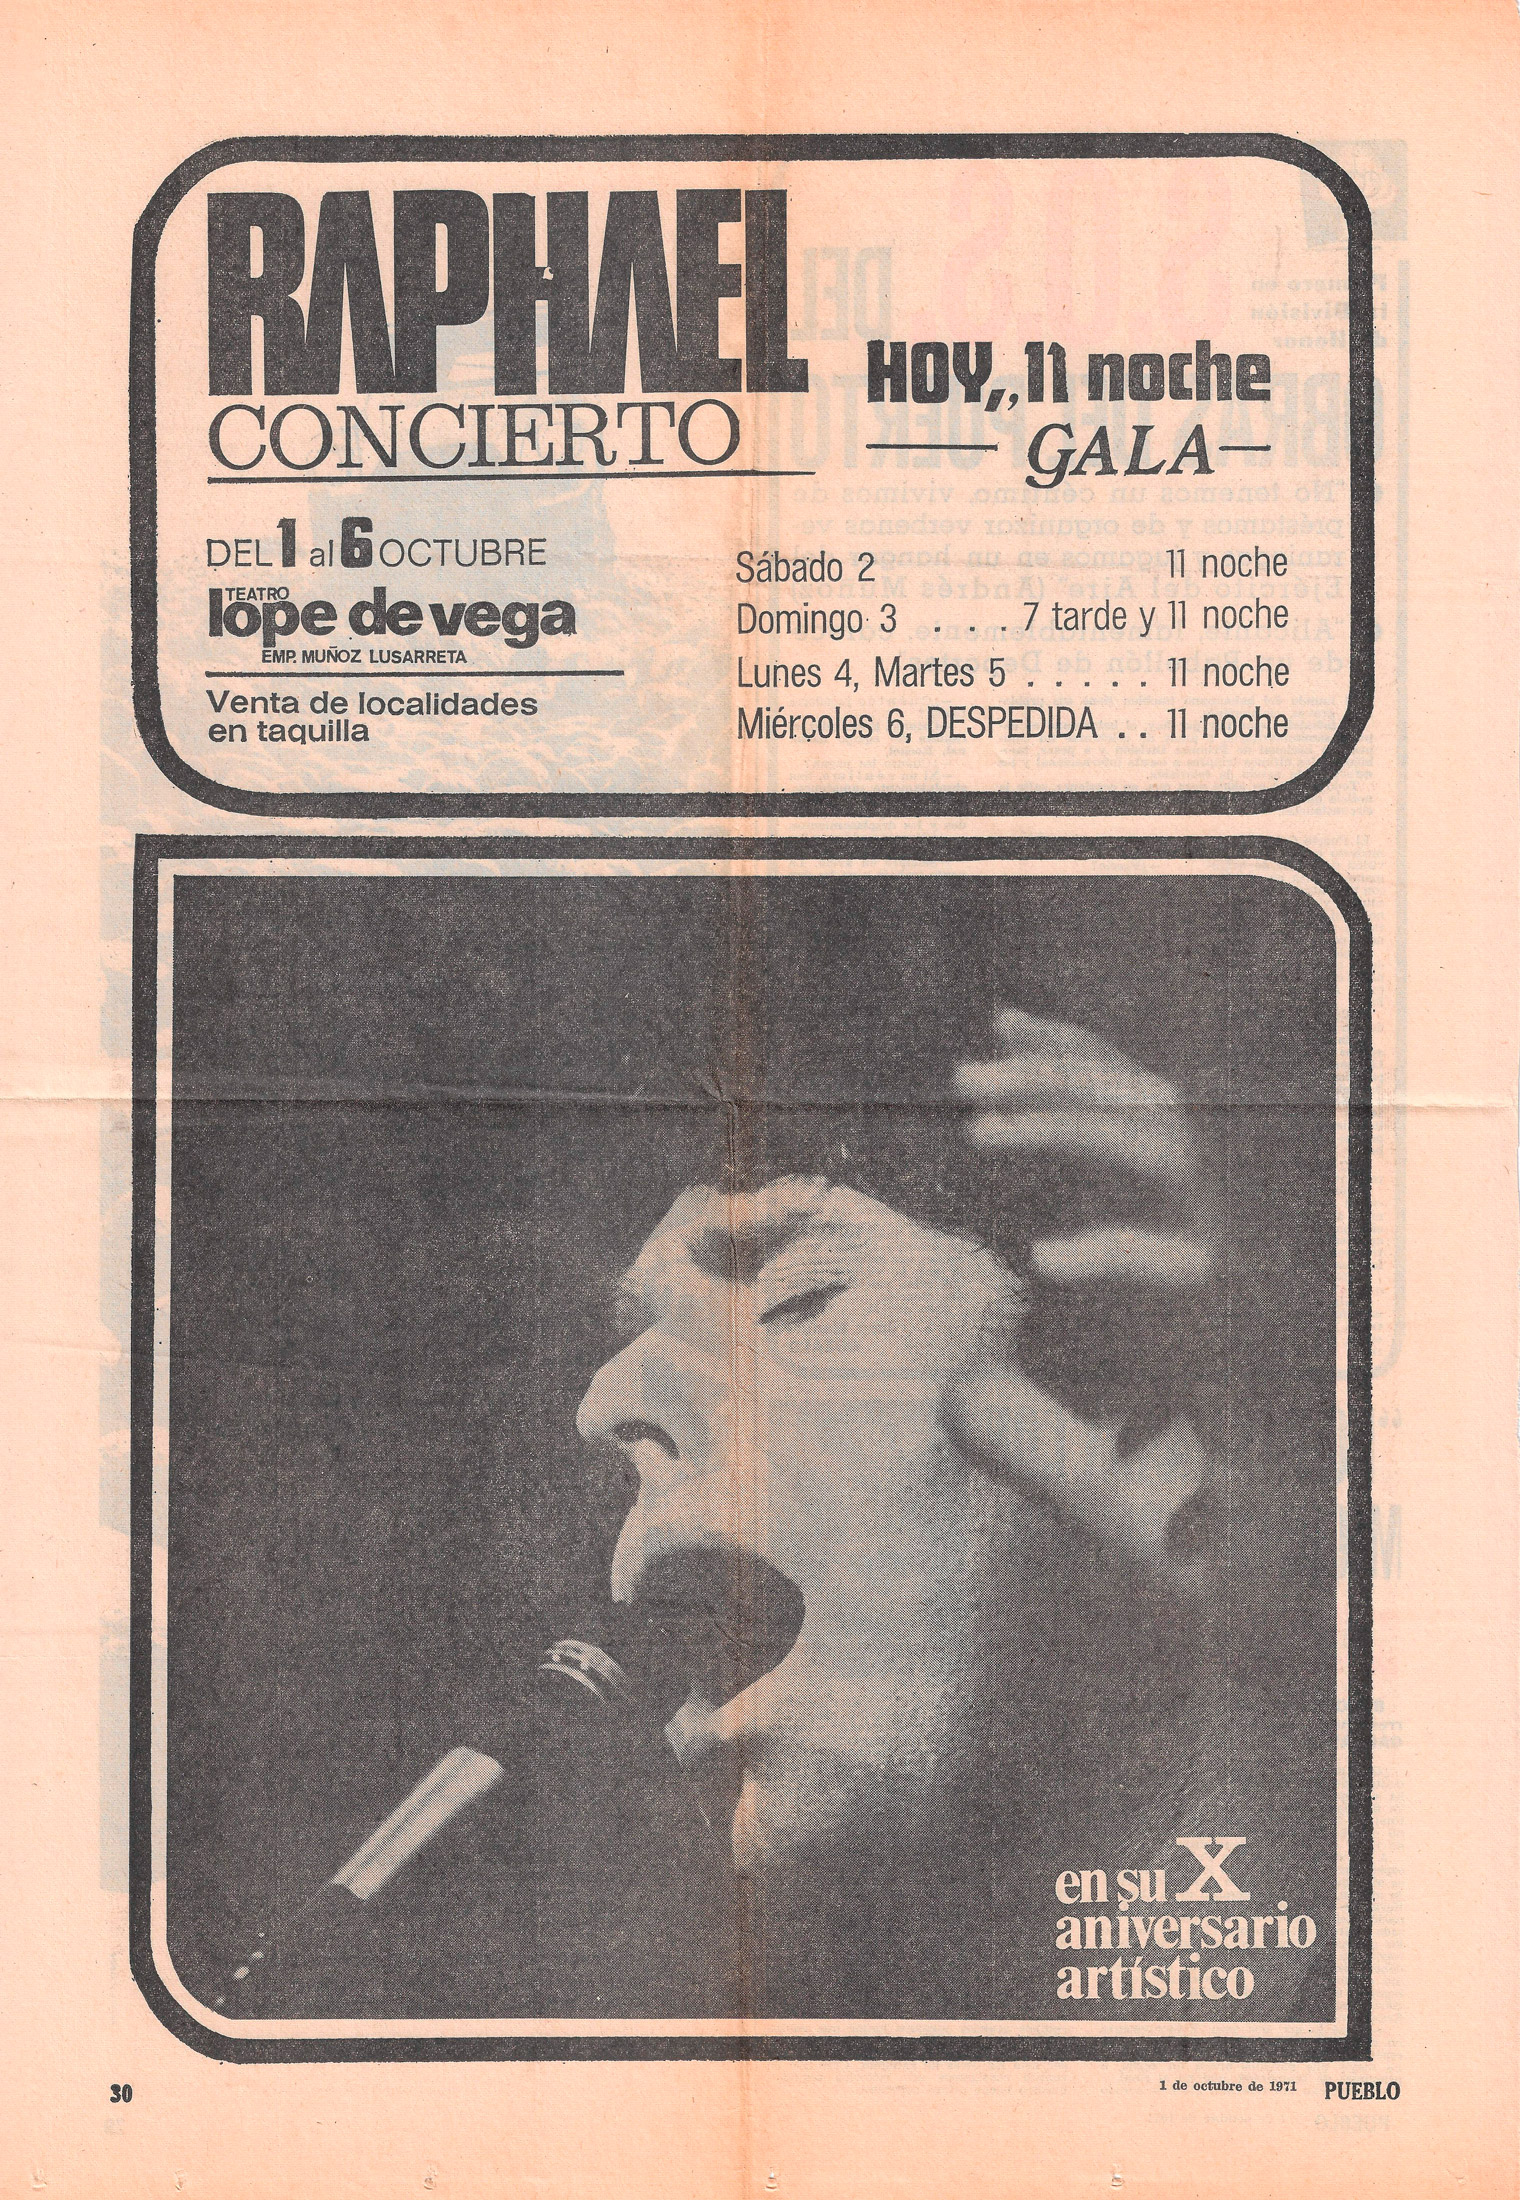 RAPHAEL
CONCIERTO
HOY,, 11 noche
GALA
DEL 1 al 6 OCTUBRE
TEATRO
lope de vega
EMP. MUÑOZ LUSARRETA
Venta de localidades
en taquilla
Sábado 2 11 noche
Domingo 3 . . . 7 tarde y 11 noche
Lunes 4, Martes 5 . . . . . 11 noche
Miércoles 6, DESPEDIDA . . 11 noche
en su X
aniversario
artístico
30
1 de octubre de 1971 PUEBLO